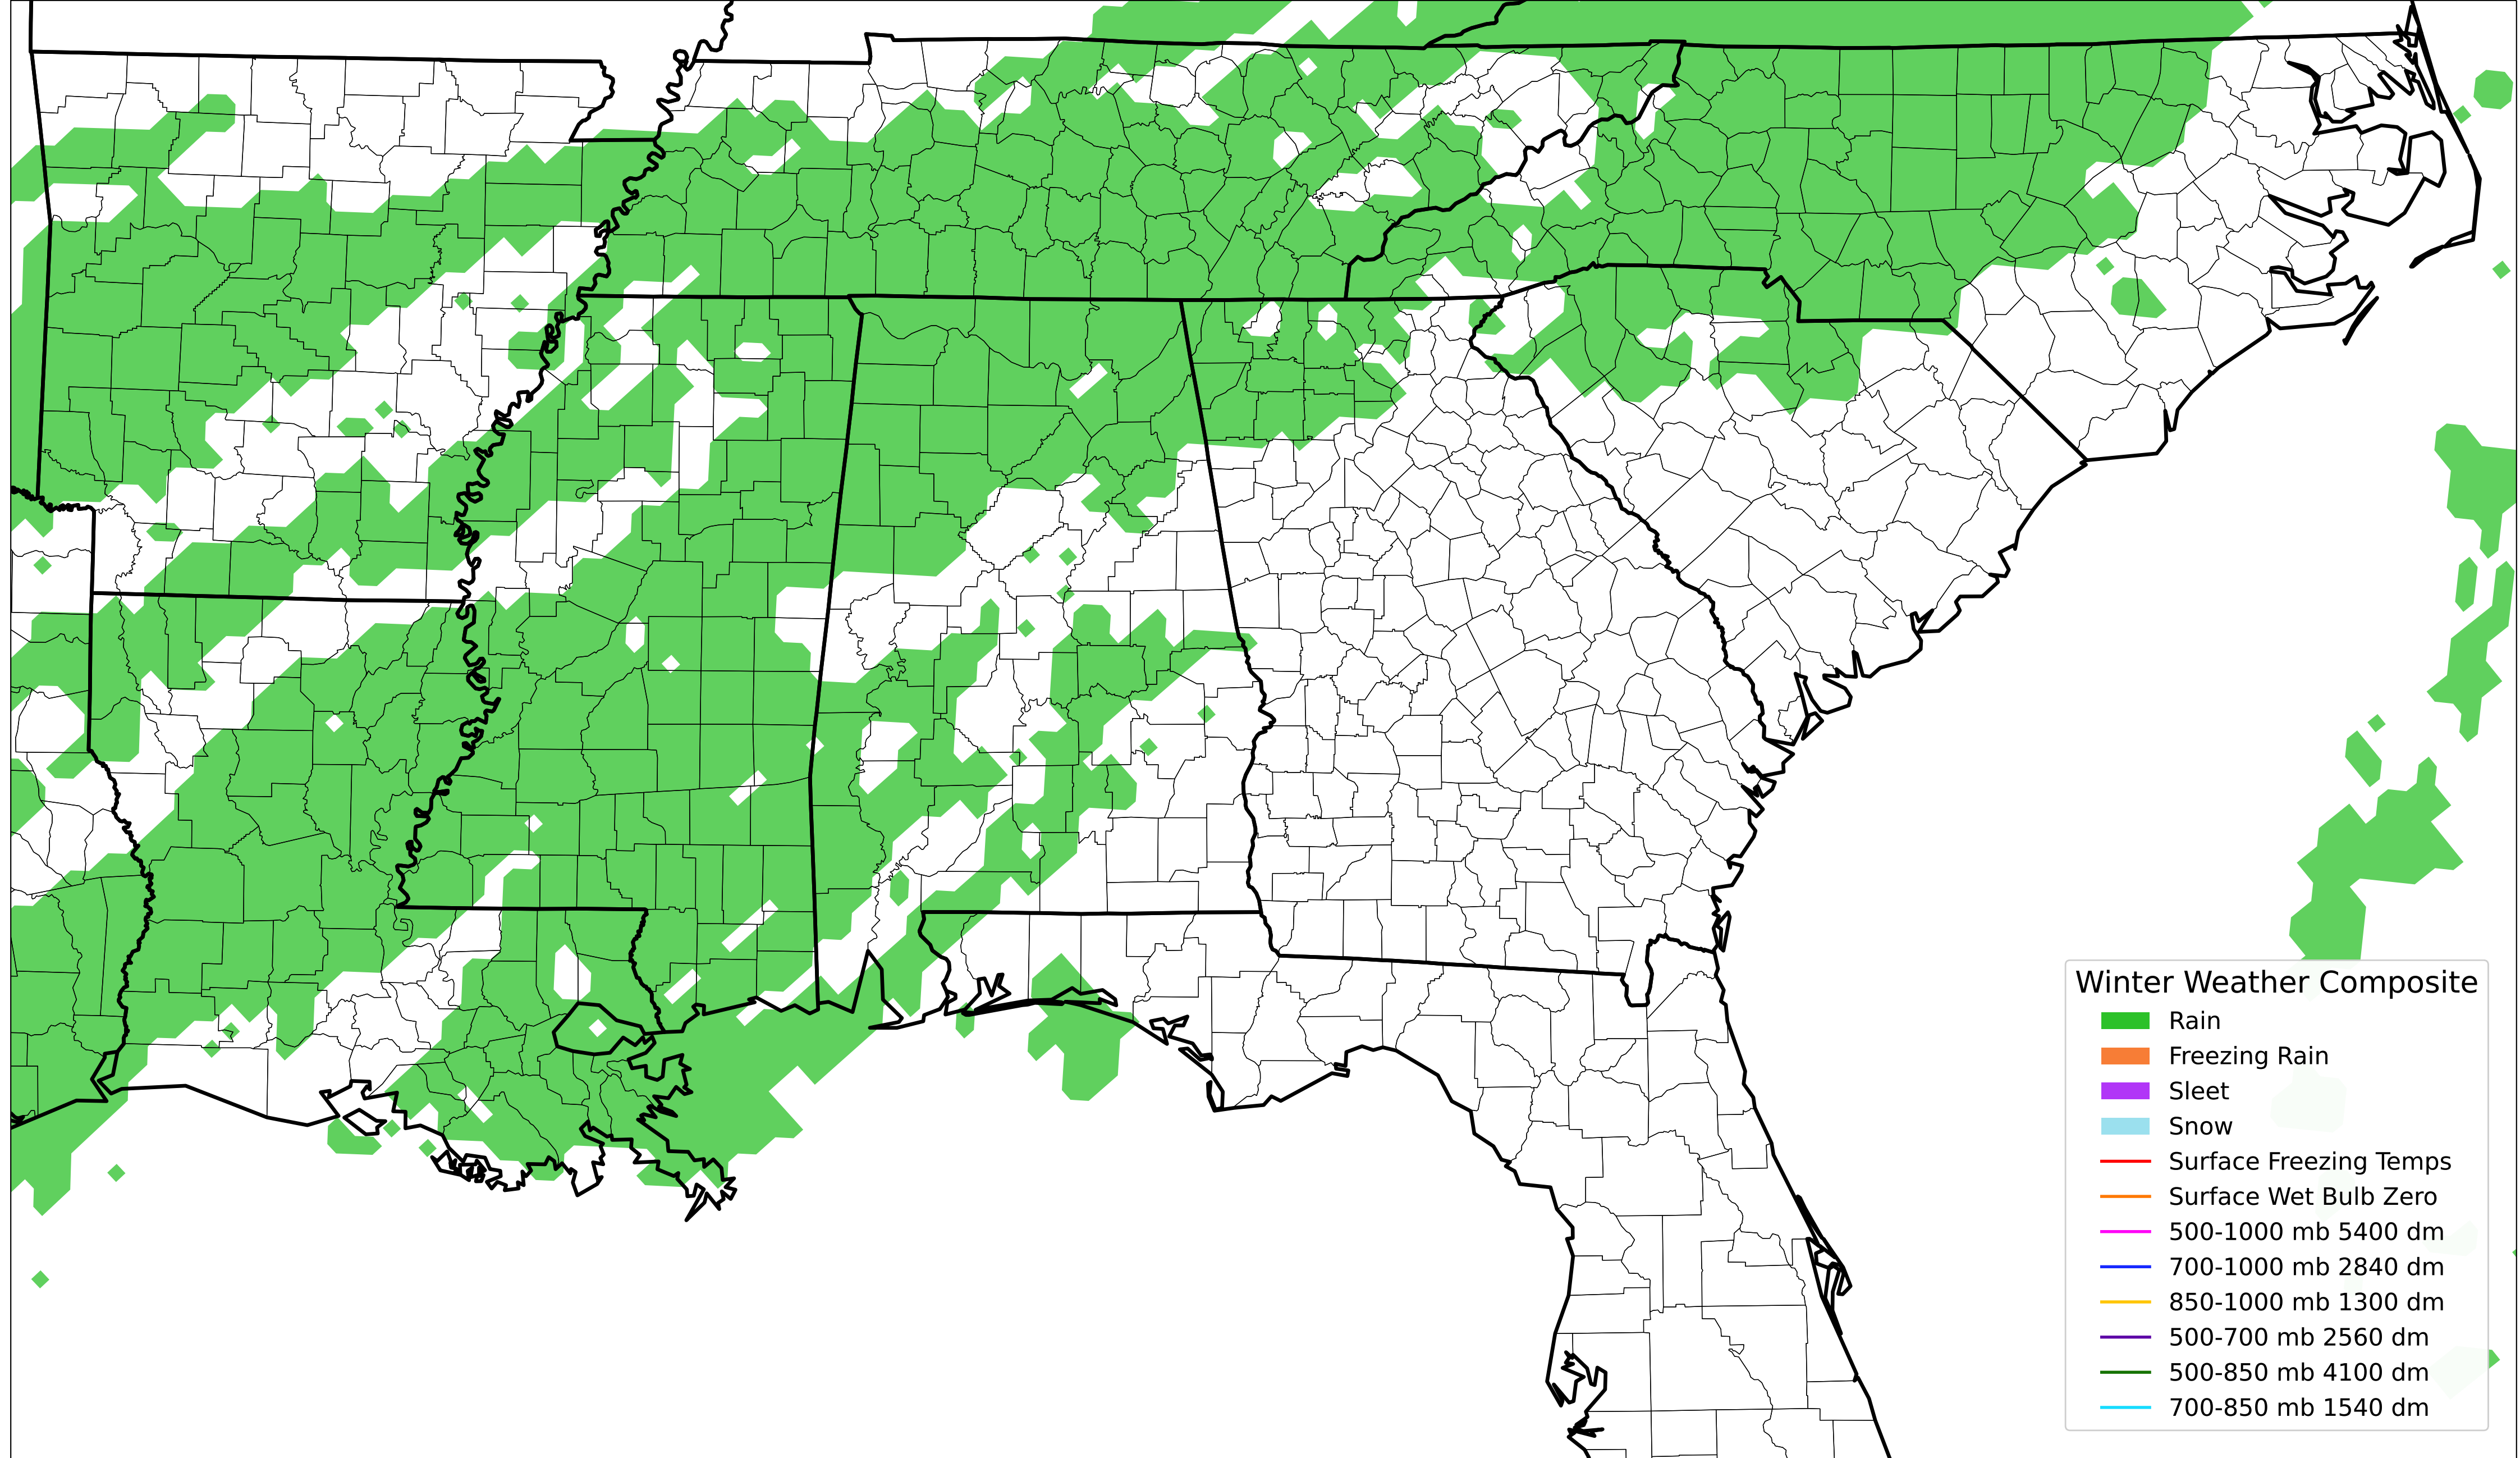 Winter Weather Composite
Rain
Freezing Rain
Sleet
Snow
Surface Freezing Temps
Surface Wet Bulb Zero
500-1000 mb 5400 dm
700-1000 mb 2840 dm
850-1000 mb 1300 dm
500-700 mb 2560 dm
500-850 mb 4100 dm
700-850 mb 1540 dm